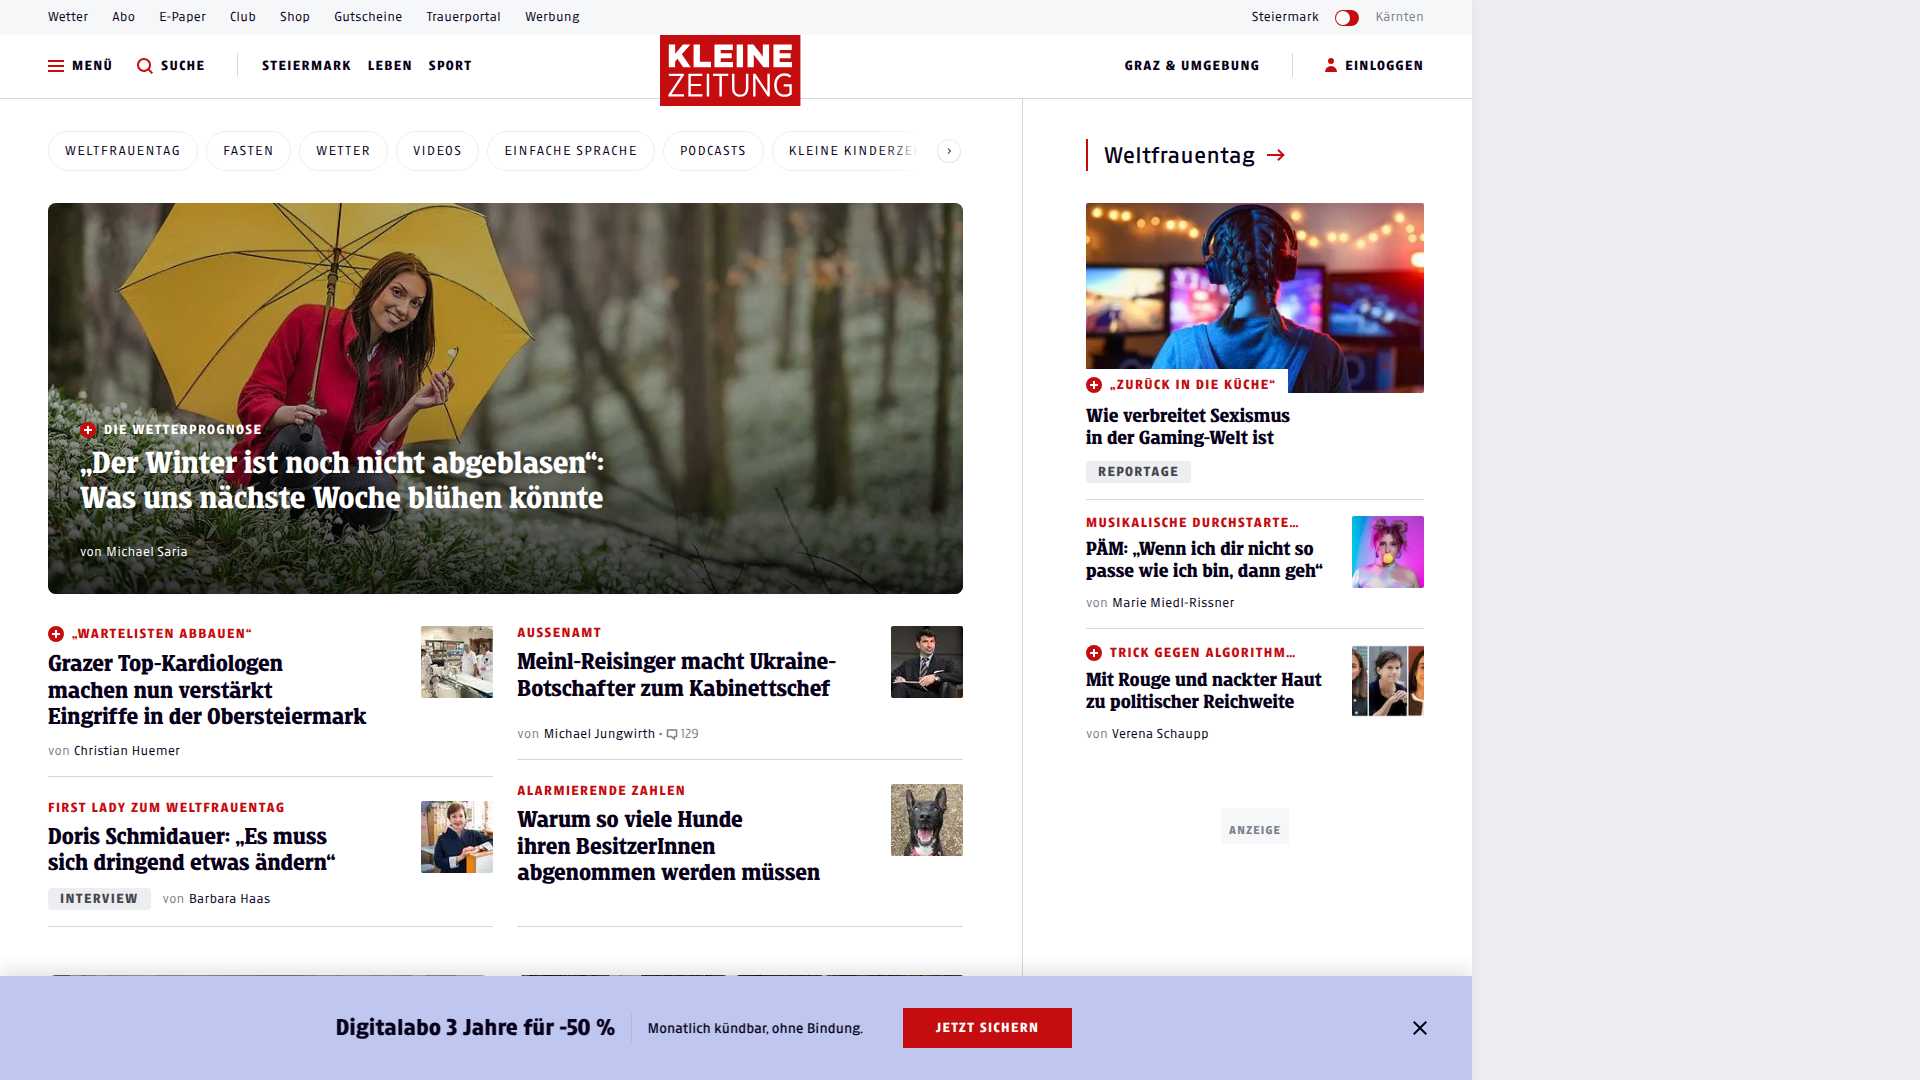 Wetter Abo E-Paper Club Shop Gutscheine Trauerportal Werbung Steiermark Kärnten
MENÜ SUCHE STEIERMARK LEBEN SPORT KLEINE ZEITUNG GRAZ & UMGEBUNG EINLOGGEN
WELTFRAUENTAG FASTEN WETTER VIDEOS EINFACHE SPRACHE PODCASTS KLEINE KINDERZE
DIE WETTERPROGNOSE
„Der Winter ist noch nicht abgeblasen“:
Was uns nächste Woche blühen könnte
von Michael Saria
„WARTELISTEN ABBAUEN“
Grazer Top-Kardiologen
machen nun verstärkt
Eingriffe in der Obersteiermark
von Christian Huemer
FIRST LADY ZUM WELTFRAUENTAG
Doris Schmidauer: „Es muss
sich dringend etwas ändern“
INTERVIEW von Barbara Haas
AUSSENAMT
Meinl-Reisinger macht Ukraine-
Botschafter zum Kabinettschef
von Michael Jungwirth • 129
ALARMIERENDE ZAHLEN
Warum so viele Hunde
ihren BesitzerInnen
abgenommen werden müssen
Weltfrauentag
„ZURÜCK IN DIE KÜCHE“
Wie verbreitet Sexismus
in der Gaming-Welt ist
REPORTAGE
MUSIKALISCHE DURCHSTARTE…
PÄM: „Wenn ich dir nicht so
passe wie ich bin, dann geh“
von Marie Miedl-Rissner
TRICK GEGEN ALGORITHM…
Mit Rouge und nackter Haut
zu politischer Reichweite
von Verena Schaupp
ANZEIGE
Digitalabo 3 Jahre für -50 % Monatlich kündbar, ohne Bindung. JETZT SICHERN